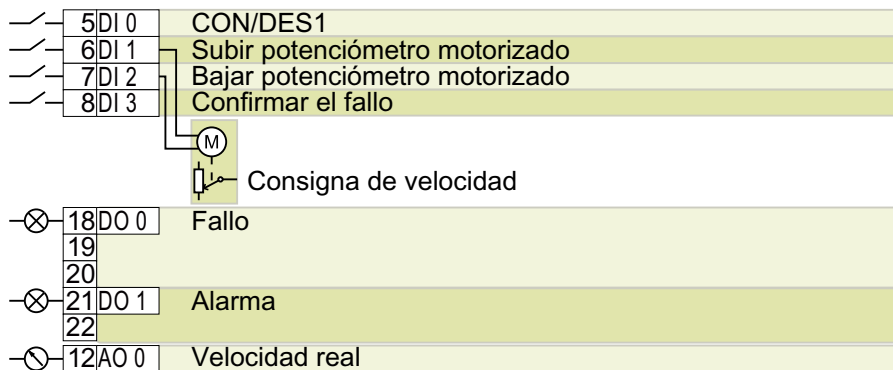 5 DI 0 CON/DES1
6 DI 1 Subir potenciómetro motorizado
7 DI 2 Bajar potenciómetro motorizado
8 DI 3 Confirmar el fallo
M
Consigna de velocidad
18 DO 0 Fallo
19
20
21 DO 1 Alarma
22
12 AO 0 Velocidad real